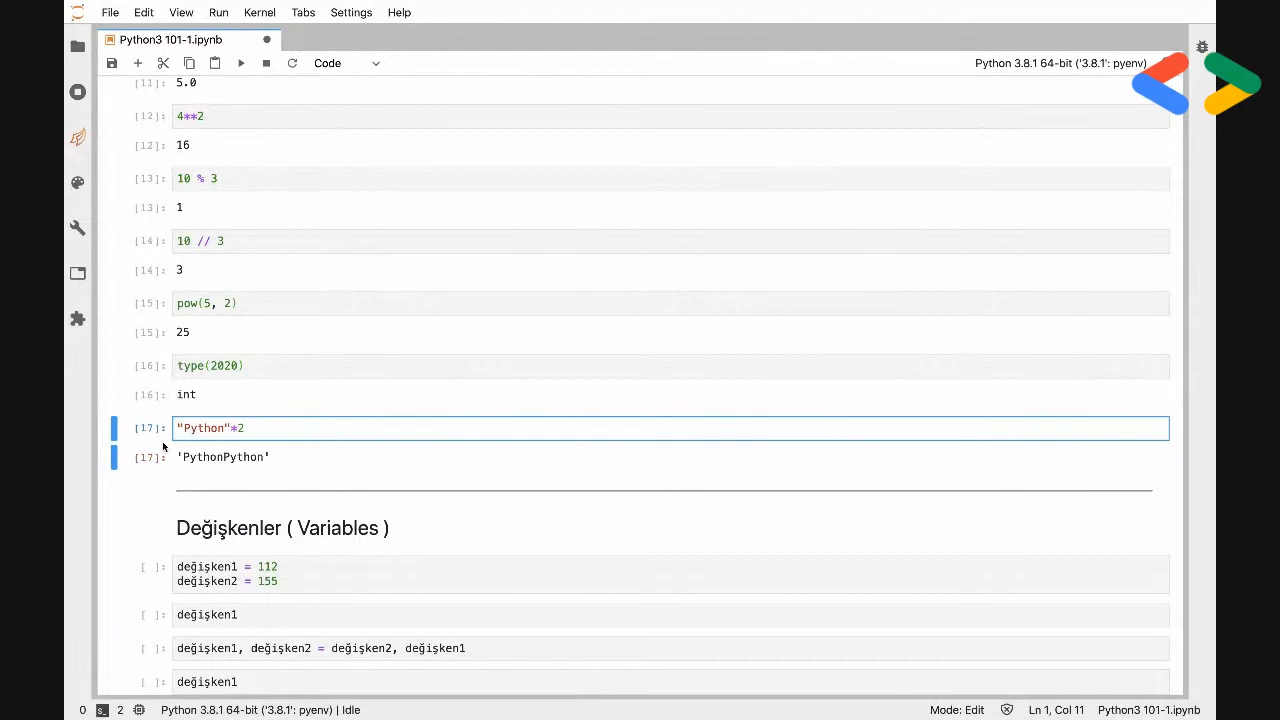 File Edit View Run Kernel Tabs Settings Help
Python3 101-1.ipynb
Code
Python 3.8.1 64-bit ('3.8.1': pyenv)
[11]: 5.0
[12]: 4**2
[12]: 16
[13]: 10 % 3
[13]: 1
[14]: 10 // 3
[14]: 3
[15]: pow(5, 2)
[15]: 25
[16]: type(2020)
[16]: int
[17]: "Python"*2
[17]: 'PythonPython'
Değişkenler ( Variables )
[ ]: değişken1 = 112
değişken2 = 155
[ ]: değişken1
[ ]: değişken1, değişken2 = değişken2, değişken1
[ ]: değişken1
0 2 Python 3.8.1 64-bit ('3.8.1': pyenv) | Idle Mode: Edit Ln 1, Col 11 Python3 101-1.ipynb